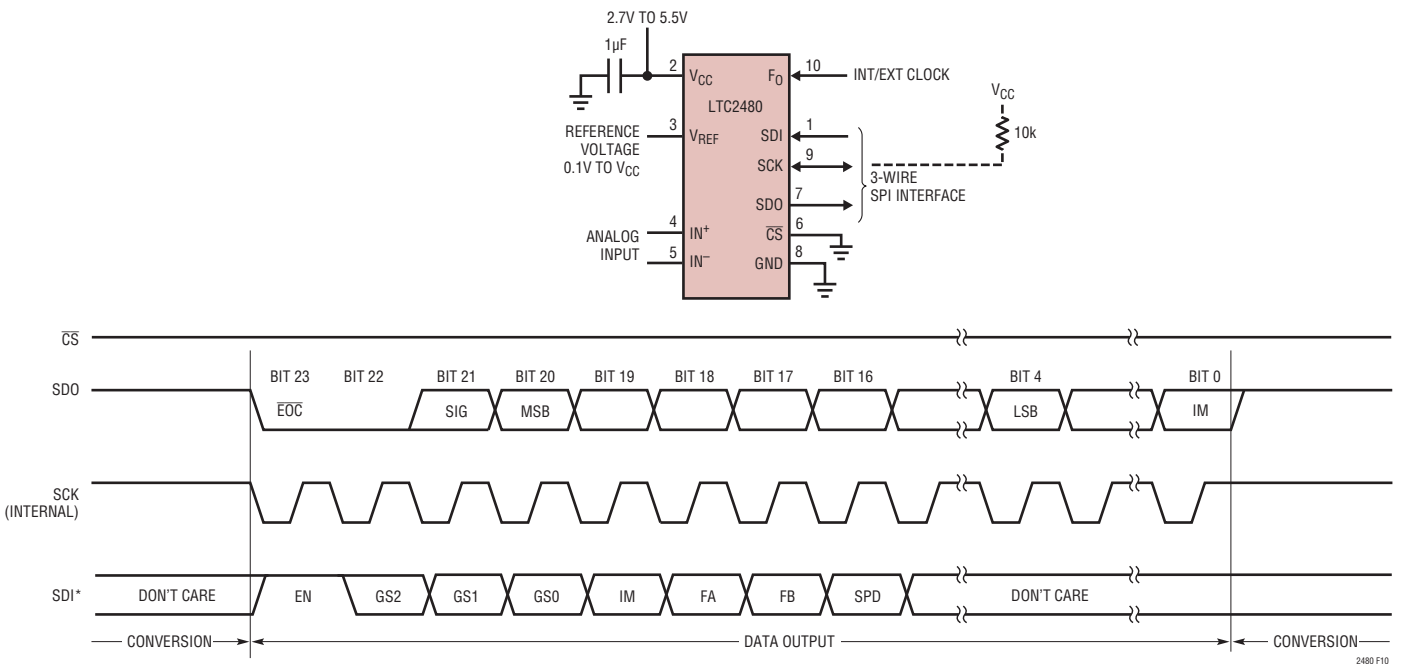 2.7V TO 5.5V
1µF
2
VCC
FO
10
INT/EXT CLOCK
LTC2480
REFERENCE
VOLTAGE
0.1V TO VCC
3
VREF
SDI
1
SCK
9
SDO
7
3-WIRE
SPI INTERFACE
VCC
10k
ANALOG
INPUT
4
IN+
5
IN–
CS
6
GND
8
CS
SDO
BIT 23
BIT 22
BIT 21
BIT 20
BIT 19
BIT 18
BIT 17
BIT 16
BIT 4
BIT 0
EOC
SIG
MSB
LSB
IM
SCK
(INTERNAL)
SDI*
DON'T CARE
EN
GS2
GS1
GS0
IM
FA
FB
SPD
DON'T CARE
CONVERSION
DATA OUTPUT
CONVERSION
2480 F10